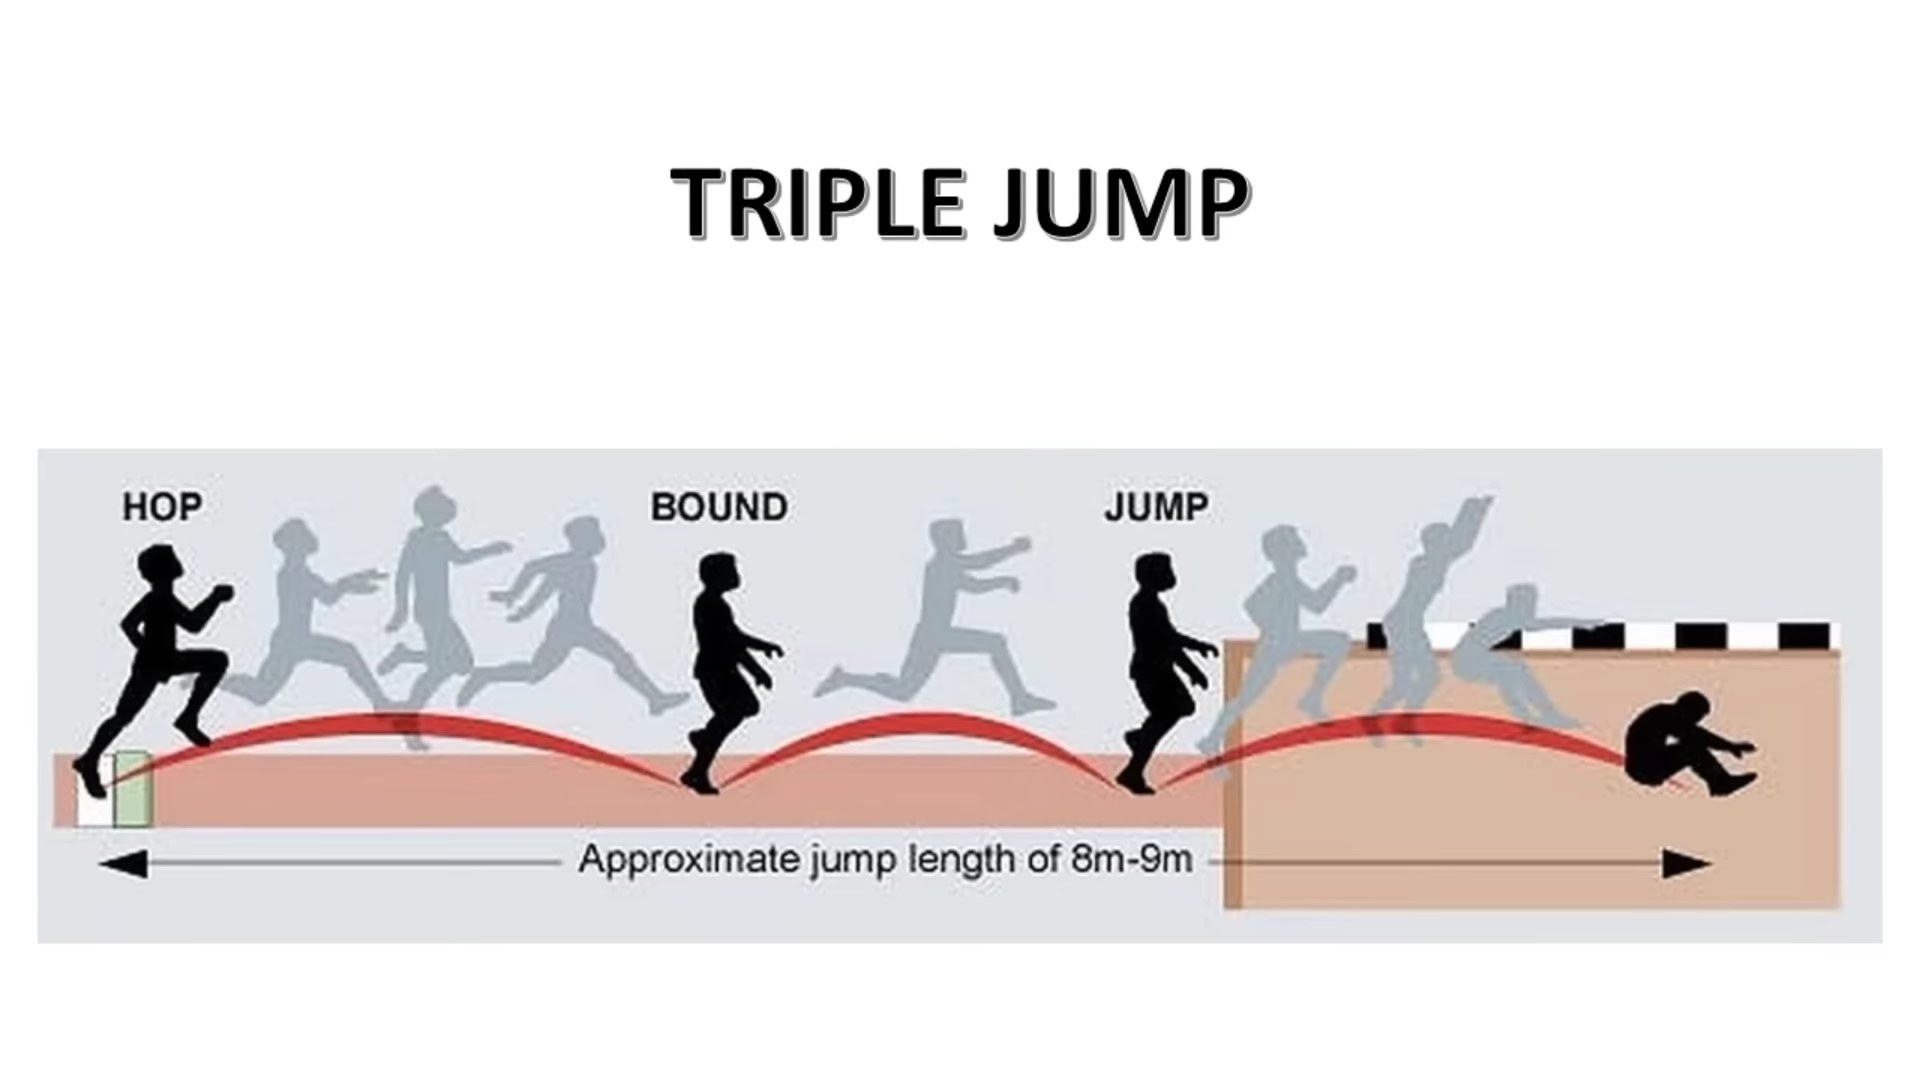 TRIPLE JUMP
HOP
BOUND
JUMP
Approximate jump length of 8m-9m